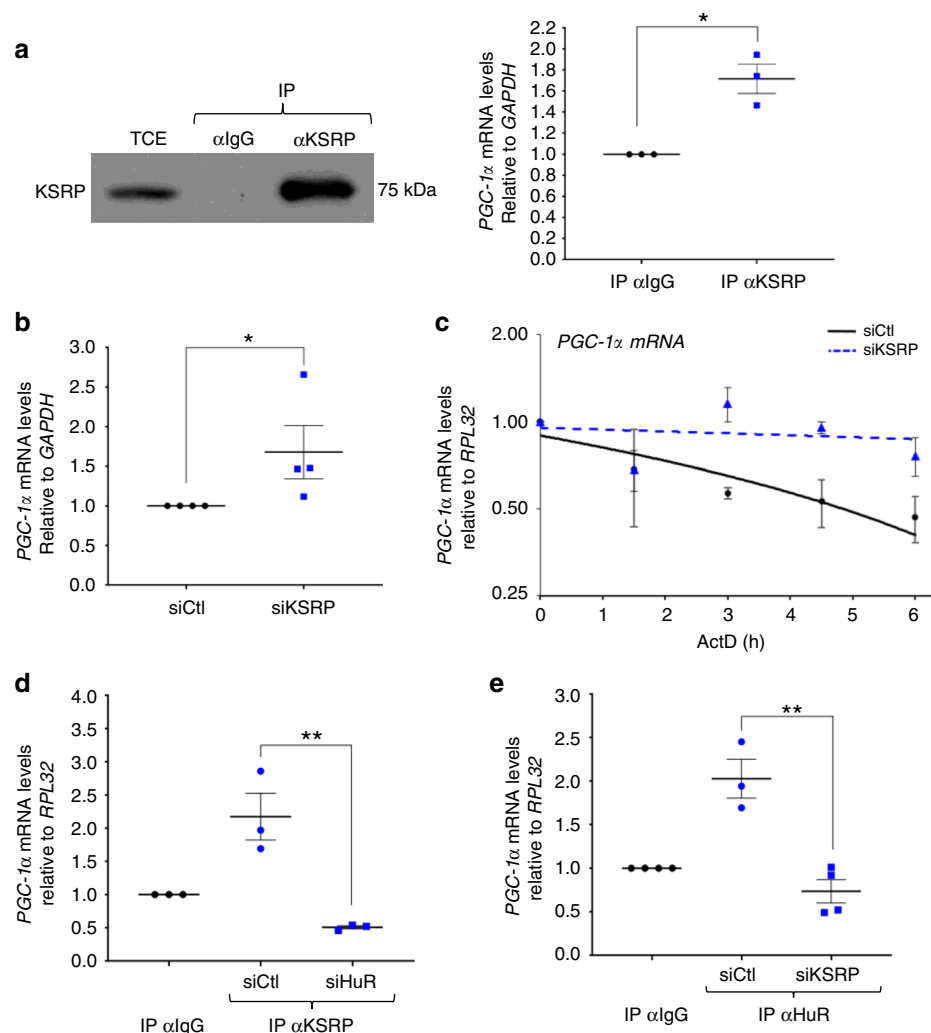 a
IP
TCE αIgG αKSRP
KSRP
75 kDa
PGC-1α mRNA levels
Relative to GAPDH
2.2
2.0
1.8
1.6
1.4
1.2
1.0
0.8
0.6
0.4
0.2
0.0
*
IP αIgG IP αKSRP
b
PGC-1α mRNA levels
Relative to GAPDH
3.0
2.5
2.0
1.5
1.0
0.5
0.0
*
siCtl siKSRP
c
PGC-1α mRNA levels
relative to RPL32
2.00
1.00
0.50
0.25
PGC-1α mRNA
siCtl
siKSRP
0 1 2 3 4 5 6
ActD (h)
d
PGC-1α mRNA levels
relative to RPL32
4.0
3.5
3.0
2.5
2.0
1.5
1.0
0.5
0.0
**
siCtl siHuR
IP αIgG IP αKSRP
e
PGC-1α mRNA levels
relative to RPL32
3.0
2.5
2.0
1.5
1.0
0.5
0.0
**
siCtl siKSRP
IP αIgG IP αHuR